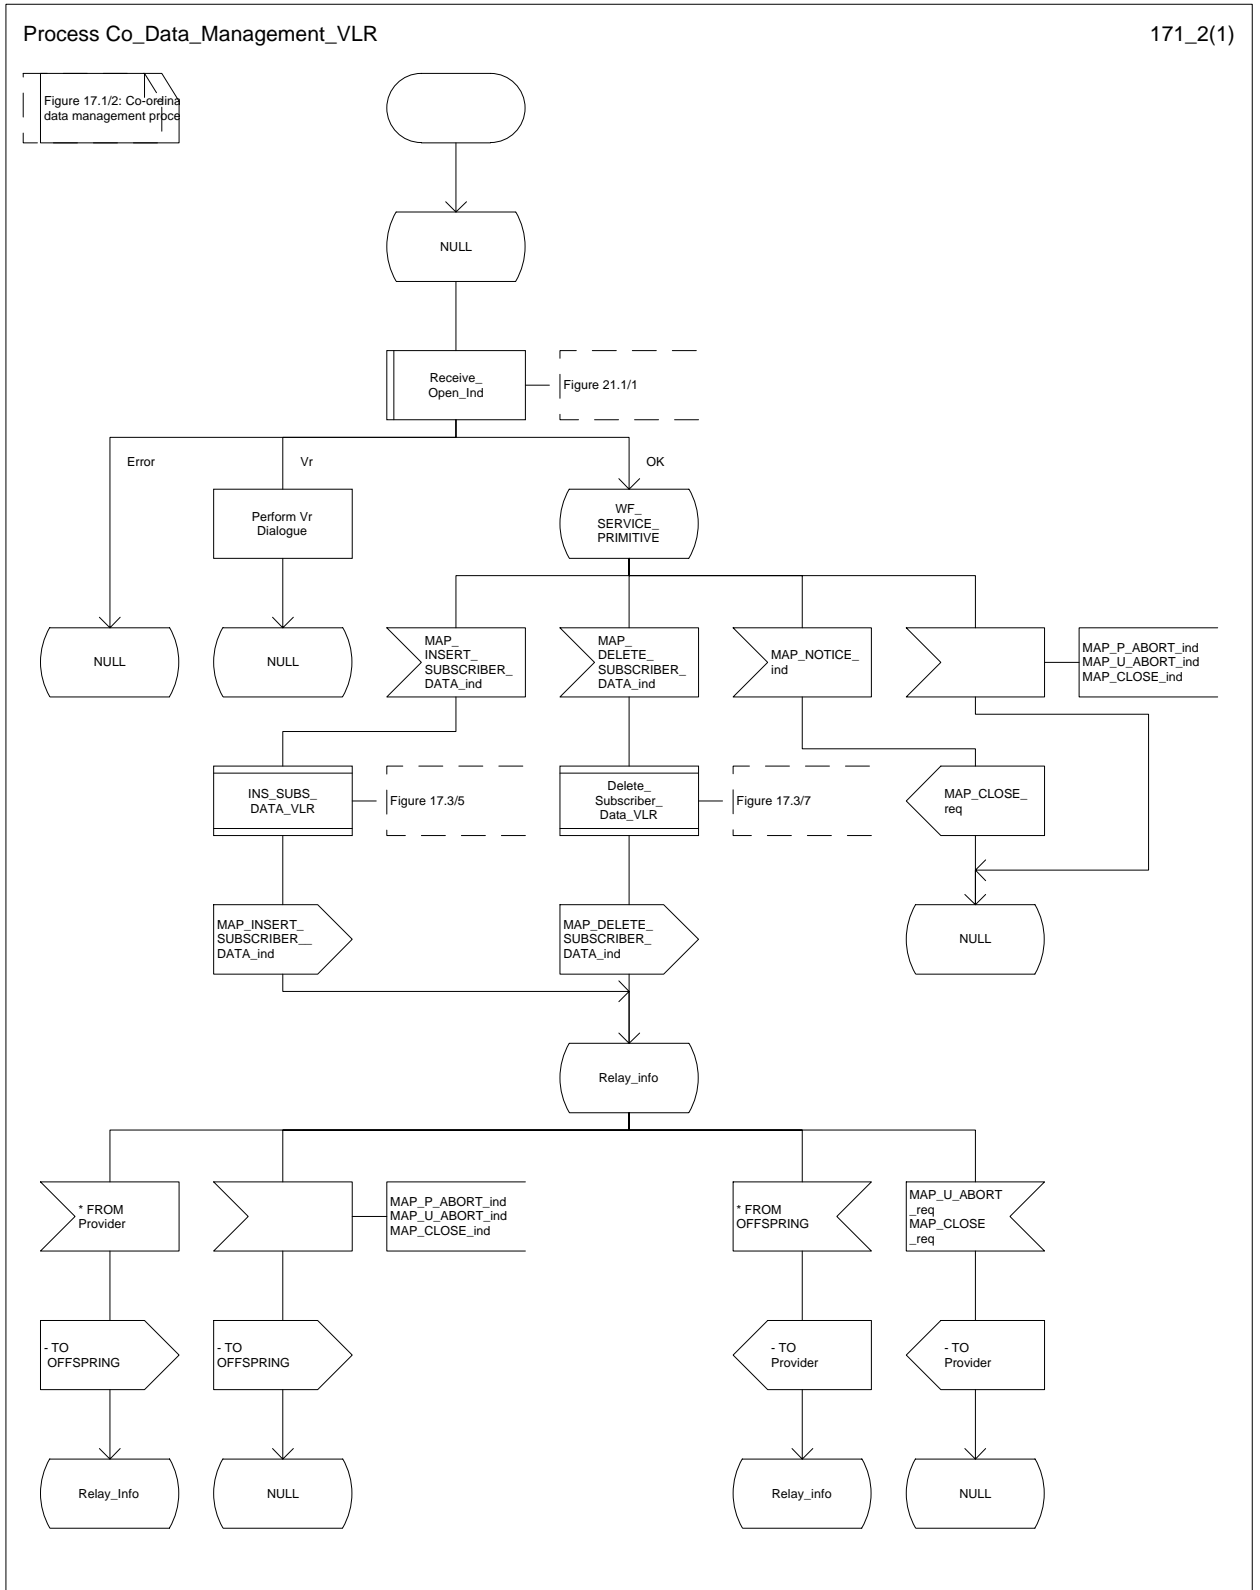 Process Co_Data_Management_VLR
171_2(1)
Figure 17.1/2: Co-ordina
data management proce
NULL
Receive_
Open_Ind
Figure 21.1/1
Error
Vr
OK
Perform Vr
Dialogue
WF_
SERVICE_
PRIMITIVE
NULL
NULL
MAP_
INSERT_
SUBSCRIBER_
DATA_ind
MAP_
DELETE_
SUBSCRIBER_
DATA_ind
MAP_NOTICE_
ind
MAP_P_ABORT_ind
MAP_U_ABORT_ind
MAP_CLOSE_ind
INS_SUBS_
DATA_VLR
Figure 17.3/5
Delete_
Subscriber_
Data_VLR
Figure 17.3/7
MAP_CLOSE_
req
MAP_INSERT_
SUBSCRIBER__
DATA_ind
MAP_DELETE_
SUBSCRIBER_
DATA_ind
NULL
Relay_info
* FROM
Provider
MAP_P_ABORT_ind
MAP_U_ABORT_ind
MAP_CLOSE_ind
* FROM
OFFSPRING
MAP_U_ABORT
_req
MAP_CLOSE
_req
- TO
OFFSPRING
- TO
OFFSPRING
- TO
Provider
- TO
Provider
Relay_Info
NULL
Relay_info
NULL